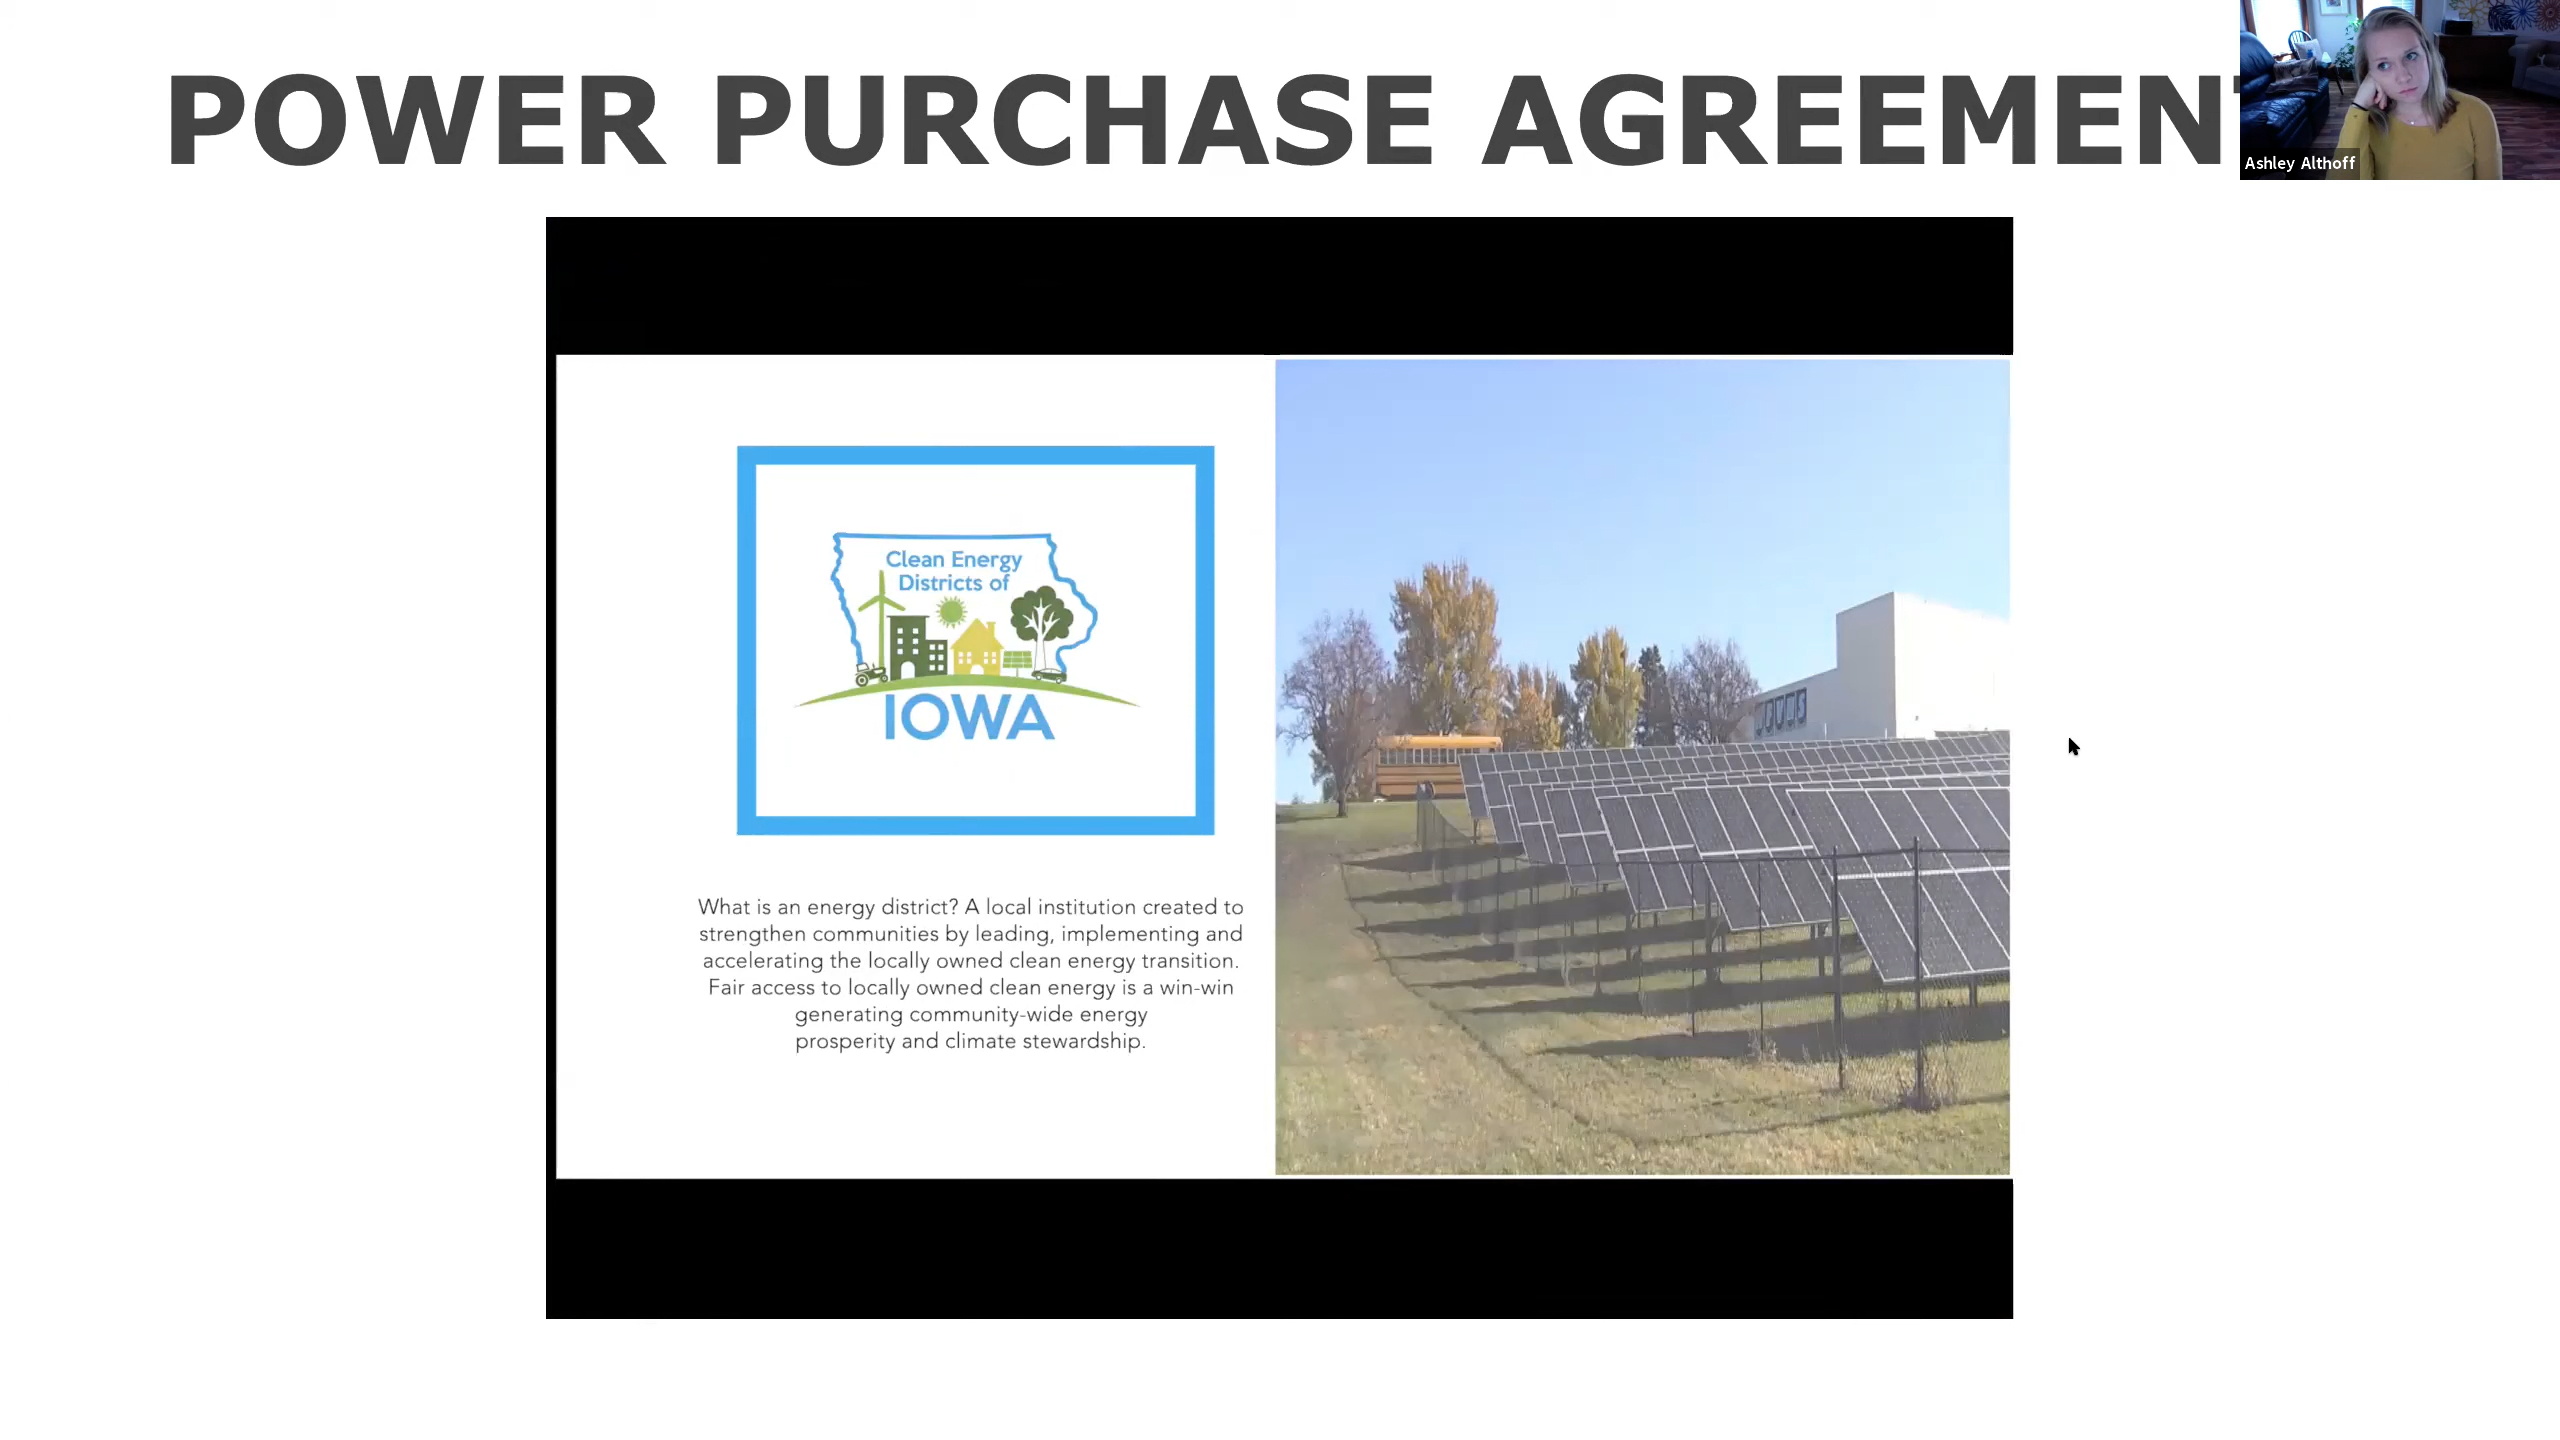 POWER PURCHASE AGREEMEN
Ashley Althoff
Clean Energy
Districts of
IOWA
What is an energy district? A local institution created to
strengthen communities by leading, implementing and
accelerating the locally owned clean energy transition.
Fair access to locally owned clean energy is a win-win
generating community-wide energy
prosperity and climate stewardship.